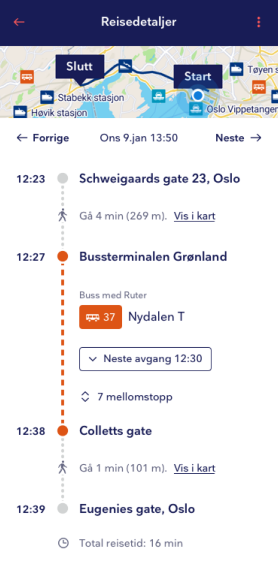 Reisedetaljer
Slutt
Start
Tøyen s
Stabekk stasjon
Høvik stasjon
Oslo Vippetangen
Forrige
Ons 9.jan 13:50
Neste
12:23 Schweigaards gate 23, Oslo
Gå 4 min (269 m). Vis i kart
12:27 Bussterminalen Grønland
Buss med Ruter
37 Nydalen T
Neste avgang 12:30
7 mellomstopp
12:38 Colletts gate
Gå 1 min (101 m). Vis i kart
12:39 Eugenies gate, Oslo
Total reisetid: 16 min